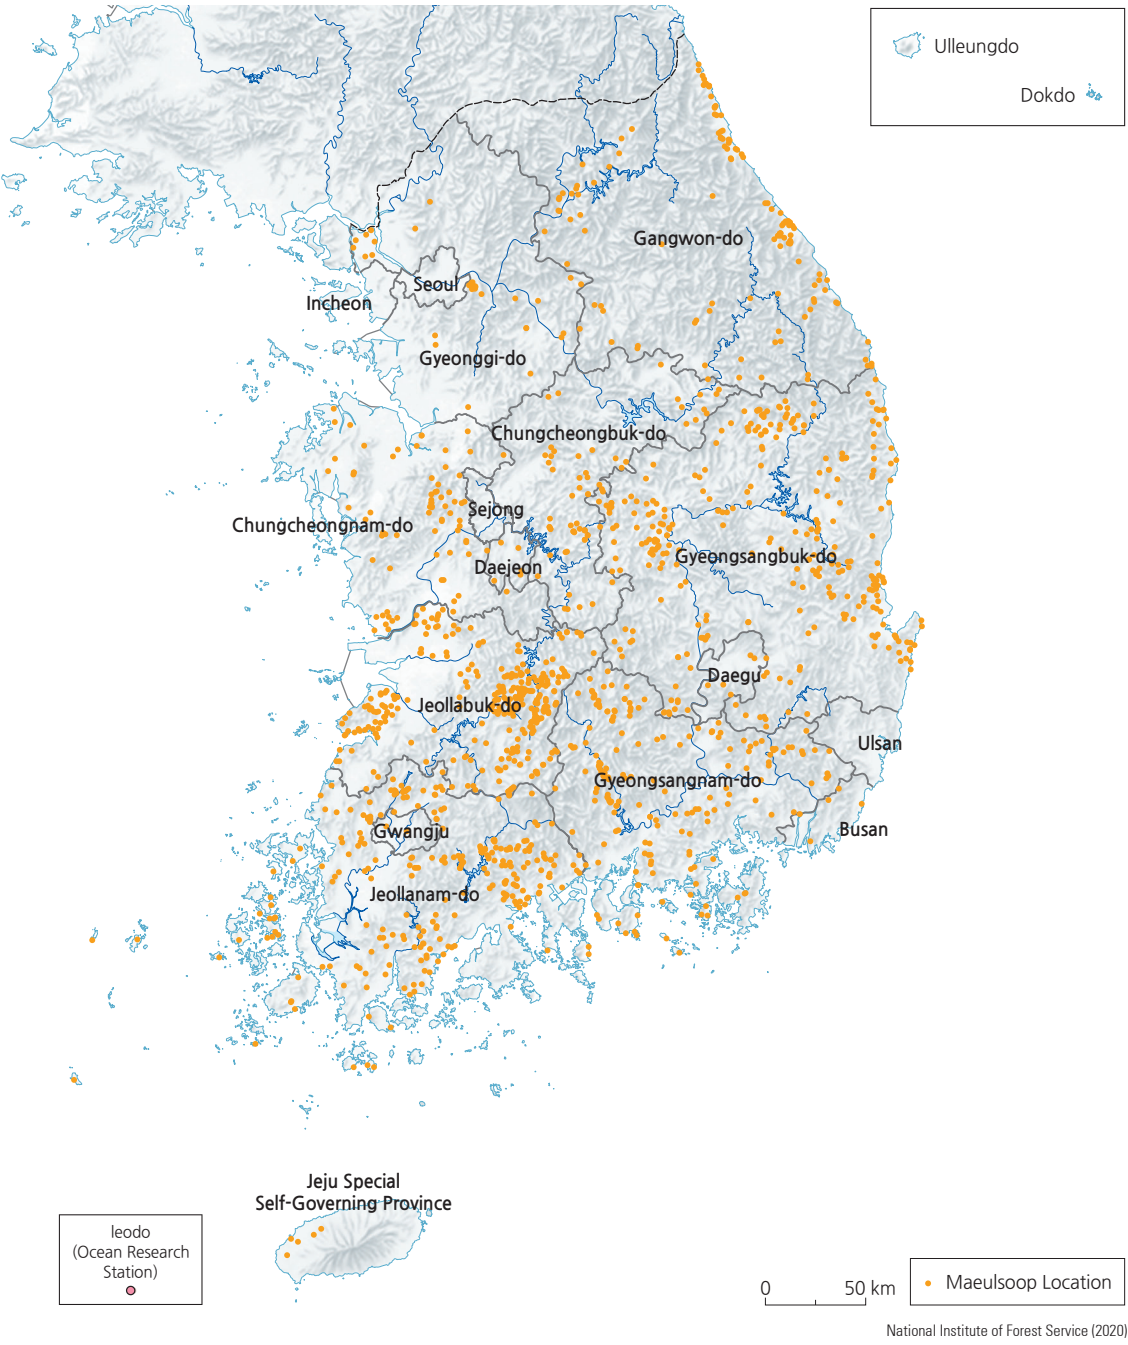 Ulleungdo
Dokdo
Gangwon-do
Seoul
Incheon
Gyeonggi-do
Chungcheongbuk-do
Sejong
Chungcheongnam-do
Gyeongsangbuk-do
Daejeon
Daegu
Jeollabuk-do
Ulsan
Gyeongsangnam-do
Busan
Gwangju
Jeollanam-do
Jeju Special
Self-Governing Province
Ieodo
(Ocean Research
Station)
0 50 km
Maeulsoop Location
National Institute of Forest Service (2020)